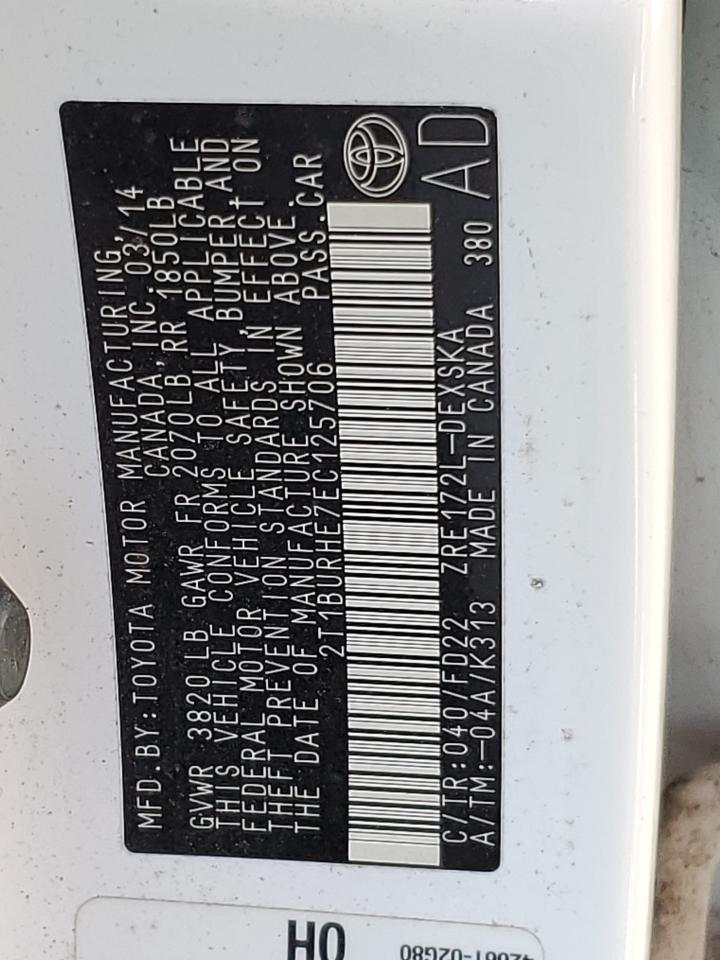 MFD.BY:TOYOTA MOTOR MANUFACTURING,
CANADA,INC. 03/14
GVWR 3820LB GAWR FR 2070LB RR 1850LB
THIS VEHICLE CONFORMS TO ALL APPLICABLE
FEDERAL MOTOR VEHICLE SAFETY,BUMPER,AND
THEFT PREVENTION STANDARDS IN EFFECT ON
THE DATE OF MANUFACTURE SHOWN ABOVE.
2T1BURHE7EC125706 PASS.CAR
C/TR:040/FD22 ZRE172L-DEXSKA
A/TM:-04A/K313 MADE IN CANADA 380
AD
HO
42661-02G80